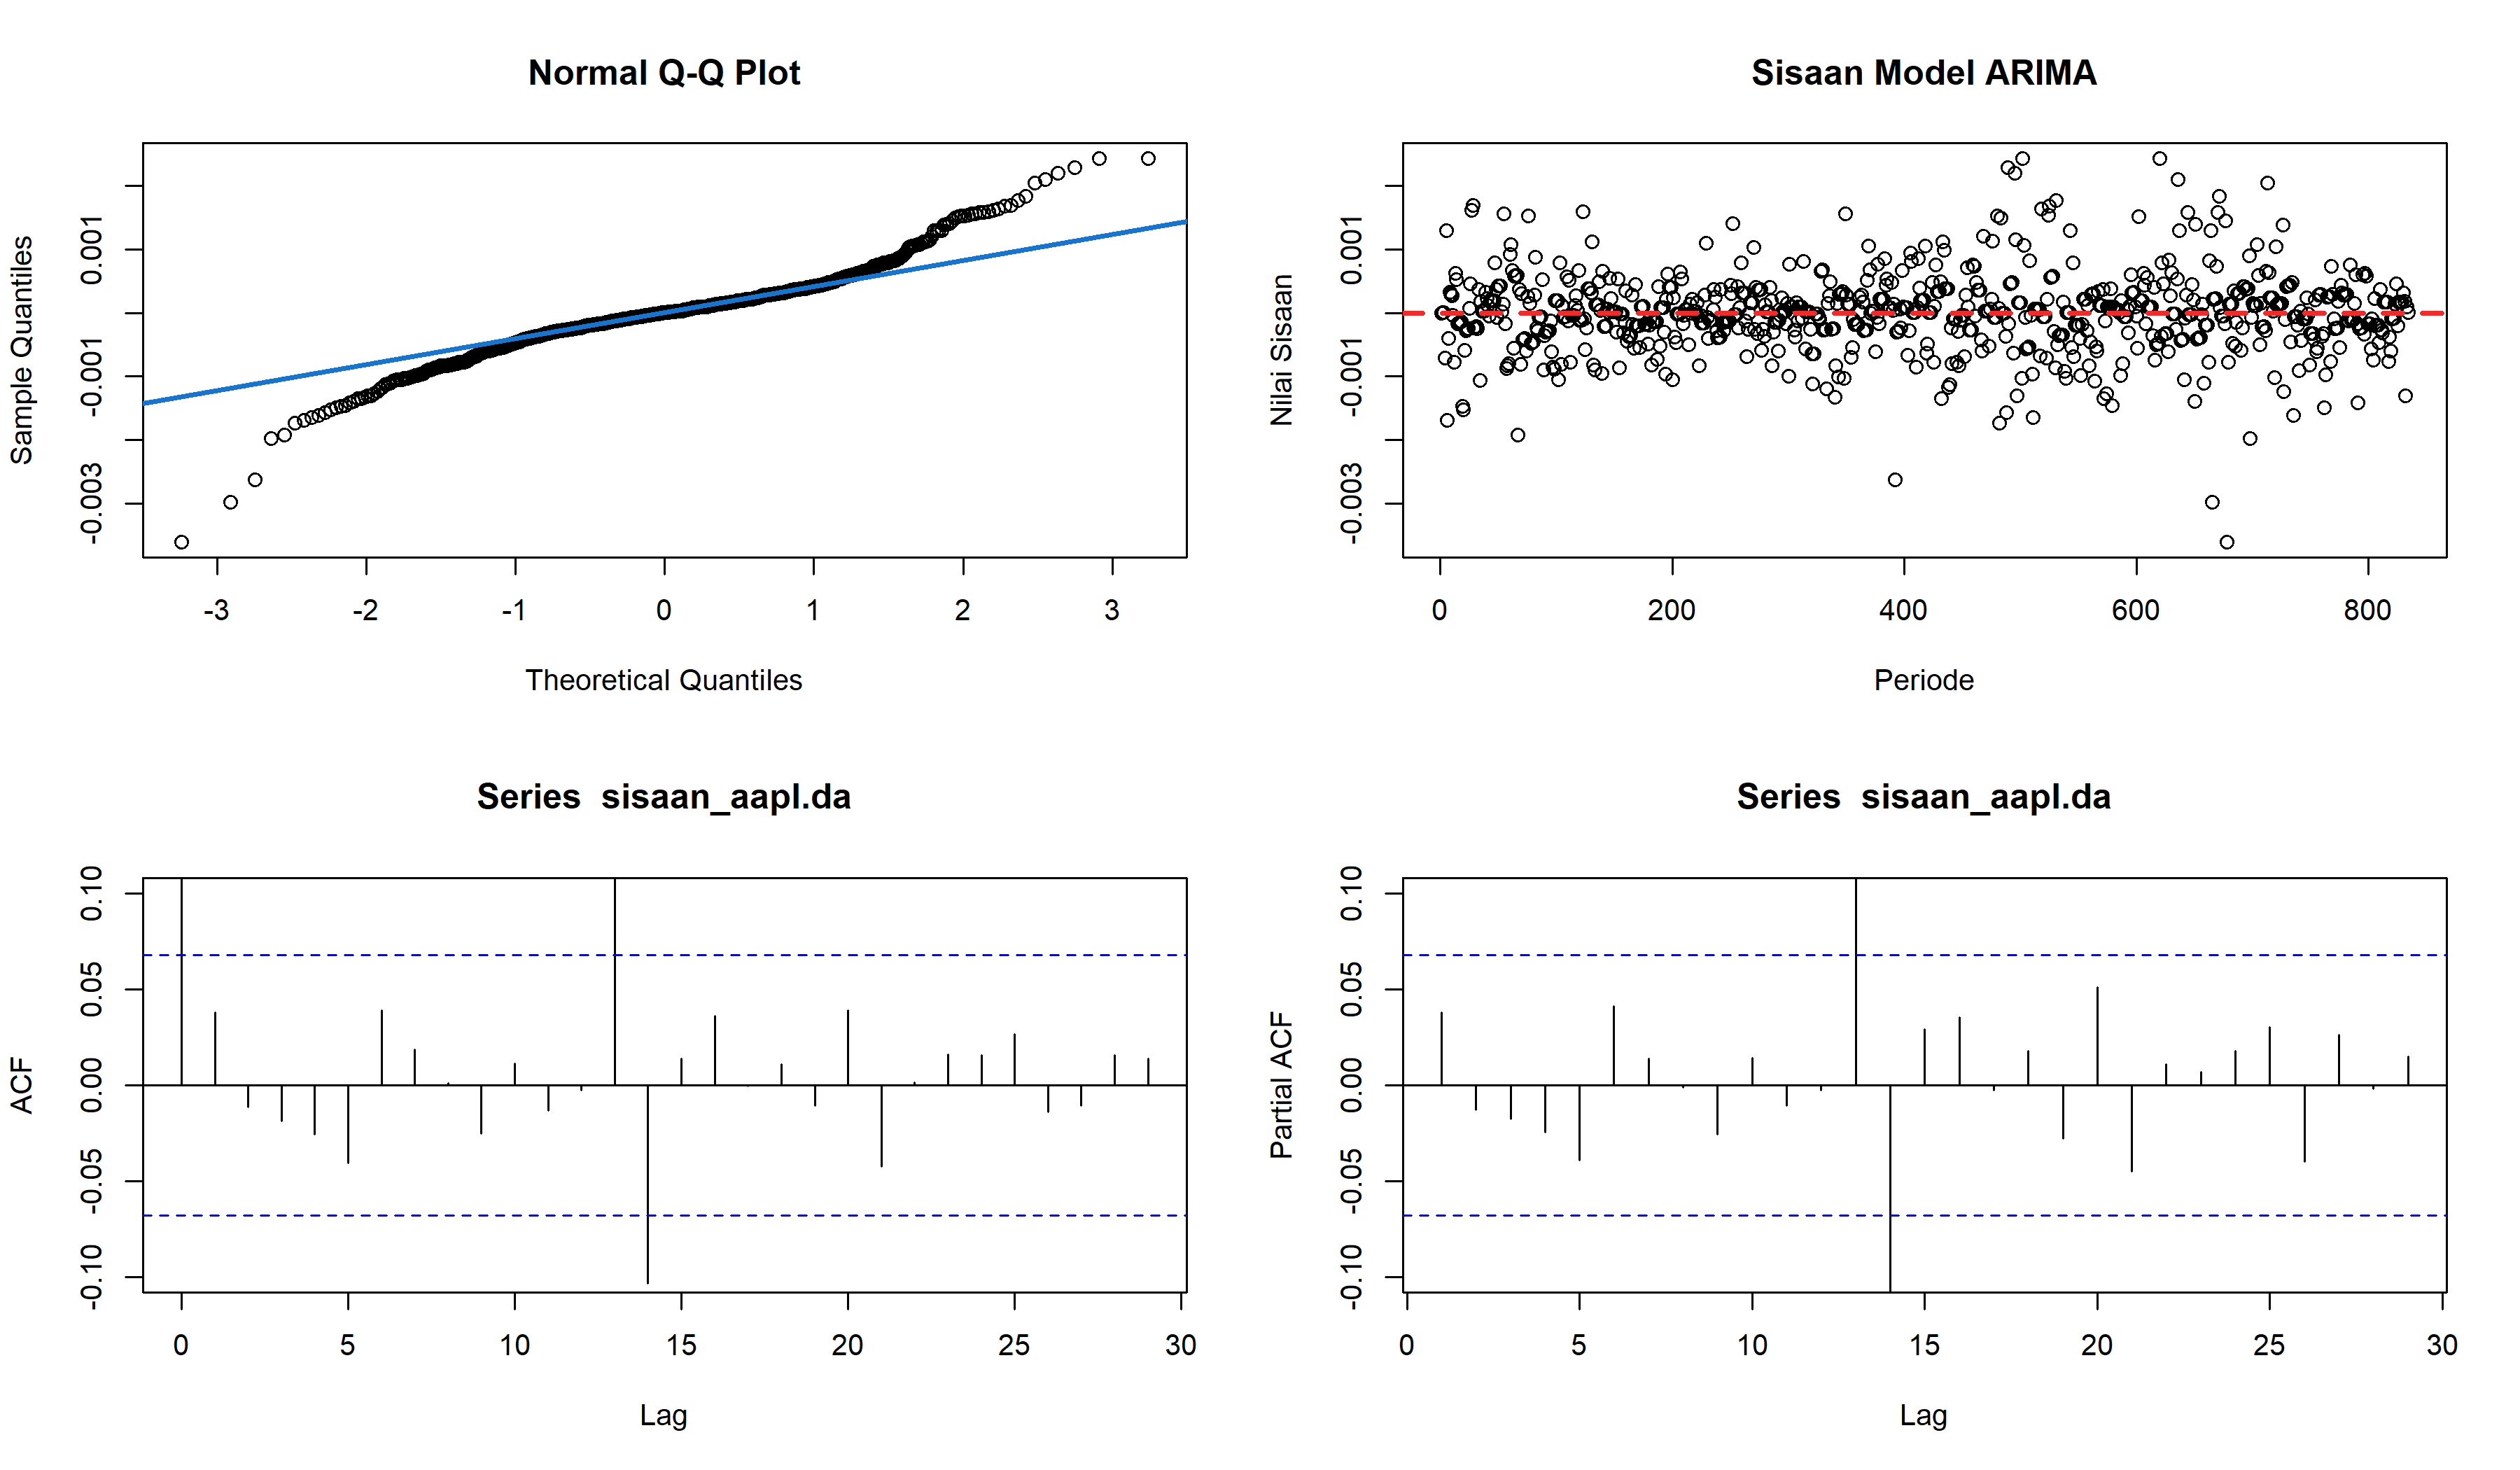 Normal Q-Q Plot
Sample Quantiles
0.001
-0.001
-0.003
-3 -2 -1 0 1 2 3
Theoretical Quantiles
Sisaan Model ARIMA
Nilai Sisaan
0.001
-0.001
-0.003
0 200 400 600 800
Periode
Series sisaan_aapl.da
ACF
0.10
0.05
0.00
-0.05
-0.10
0 5 10 15 20 25 30
Lag
Series sisaan_aapl.da
Partial ACF
0.10
0.05
0.00
-0.05
-0.10
0 5 10 15 20 25 30
Lag